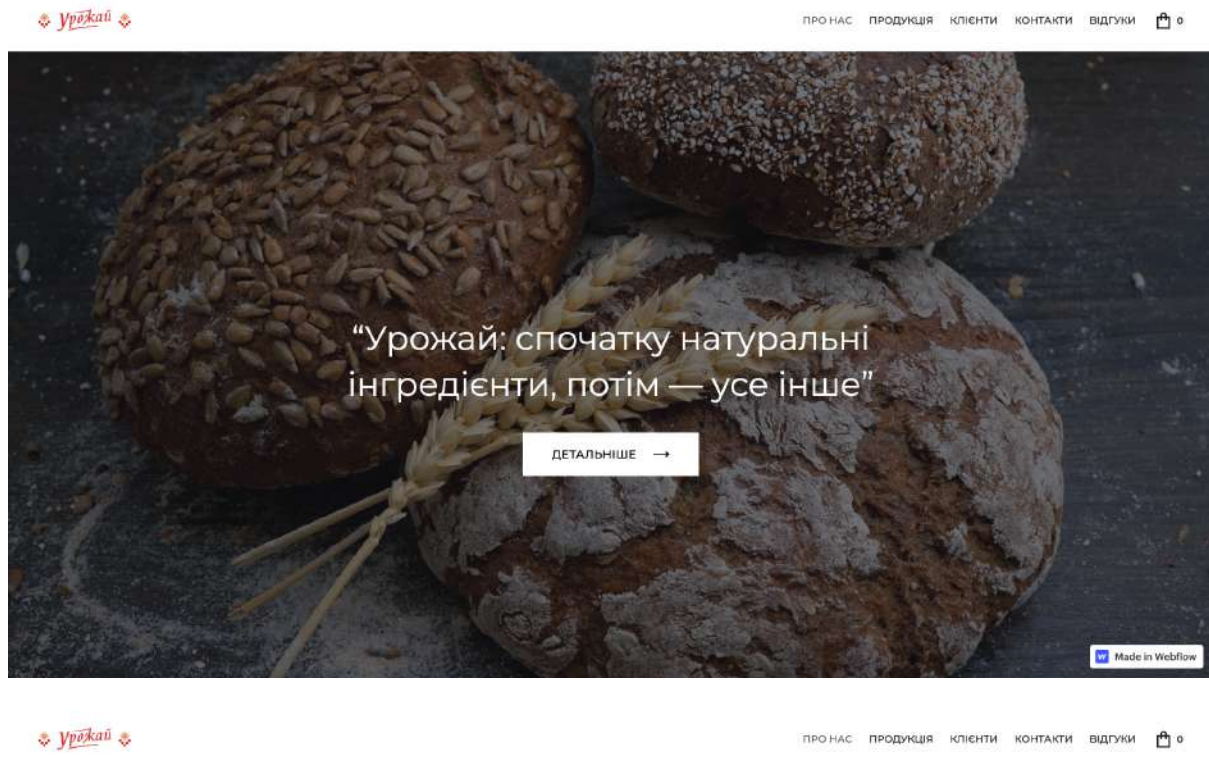 Урожай
ПРО НАС ПРОДУКЦІЯ КЛІЄНТИ КОНТАКТИ ВІДГУКИ 0
“Урожай: спочатку натуральні
інгредієнти, потім — усе інше”
ДЕТАЛЬНІШЕ →
W Made in Webflow
Урожай
ПРО НАС ПРОДУКЦІЯ КЛІЄНТИ КОНТАКТИ ВІДГУКИ 0